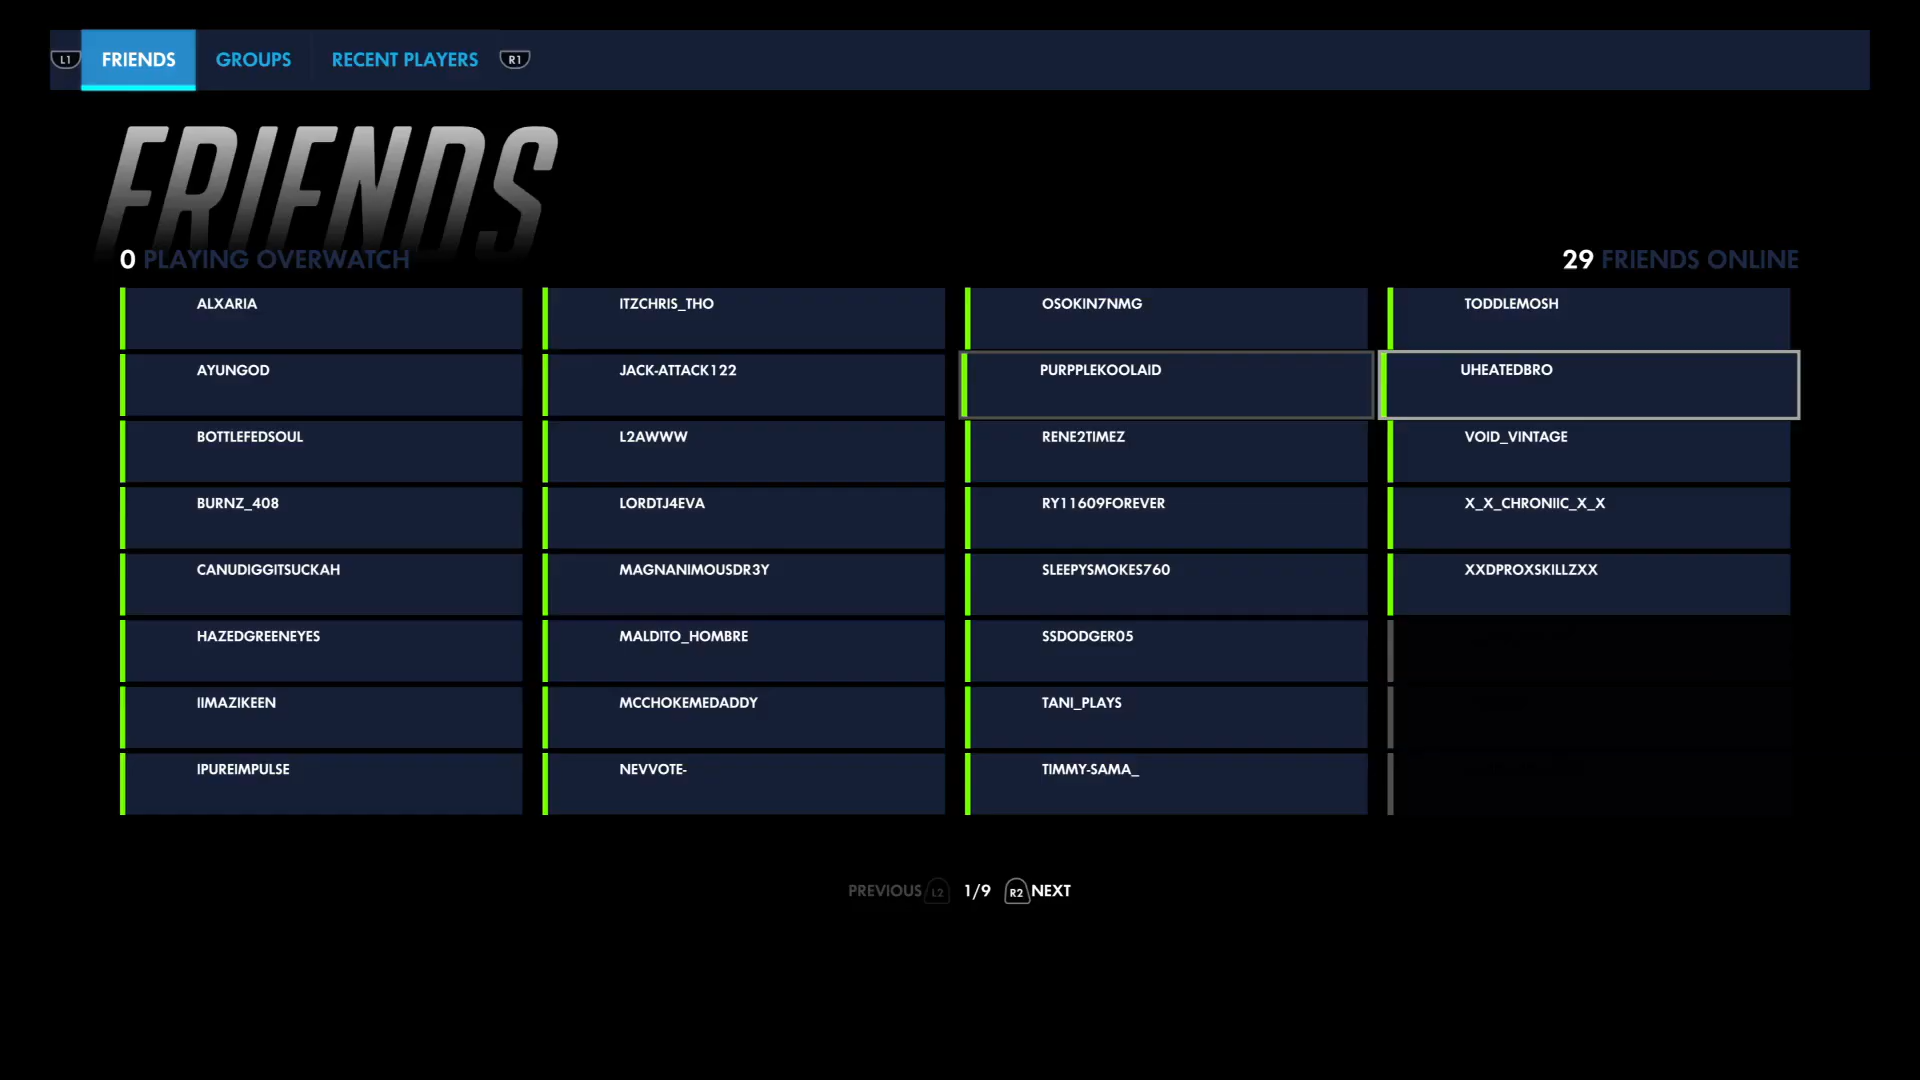 L1 FRIENDS GROUPS RECENT PLAYERS R1
FRIENDS
0 PLAYING OVERWATCH
29 FRIENDS ONLINE
ALXARIA
AYUNGOD
BOTTLEFEDSOUL
BURNZ_408
CANUDIGGITSUCKAH
HAZEDGREENEYES
IIMAZIKEEN
IPUREIMPULSE
ITZCHRIS_THO
JACK-ATTACK122
L2AWWW
LORDTJ4EVA
MAGNANIMOUSDR3Y
MALDITO_HOMBRE
MCCHOKEMEDADDY
NEVVOTE-
OSOKIN7NMG
PURPPLEKOOLAID
RENE2TIMEZ
RY11609FOREVER
SLEEPYSMOKES760
SSDODGER05
TANI_PLAYS
TIMMY-SAMA_
TODDLEMOSH
UHEATEDBRO
VOID_VINTAGE
X_X_CHRONIIC_X_X
XXDPROXSKILLZXX
PREVIOUS L2 1/9 R2 NEXT